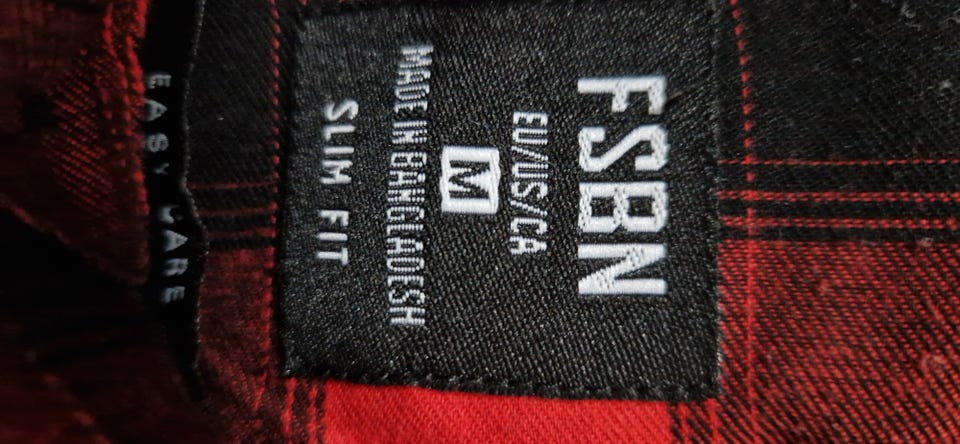 FSBN
EU/US/CA
M
MADE IN BANGLADESH
SLIM FIT
EASY CARE